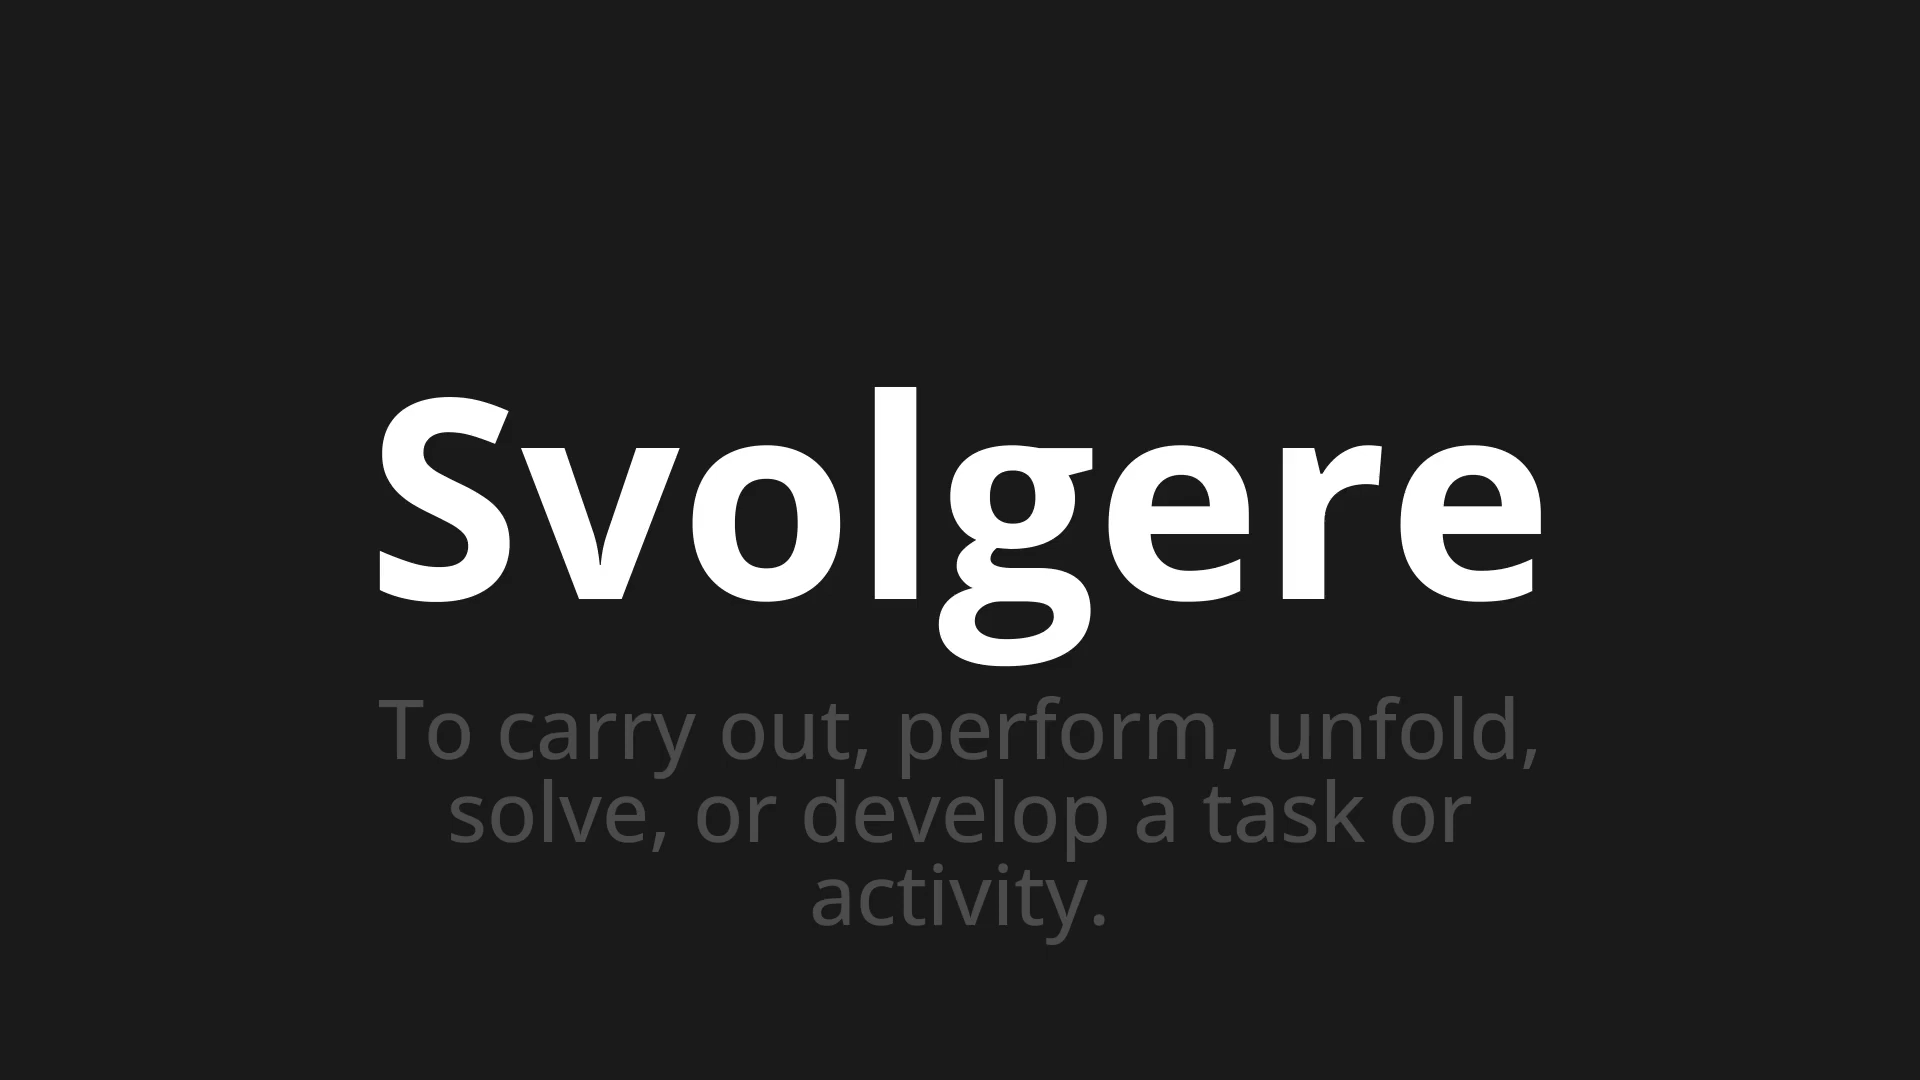 Svolgere
To carry out, perform, unfold,
solve, or develop a task or
activity.